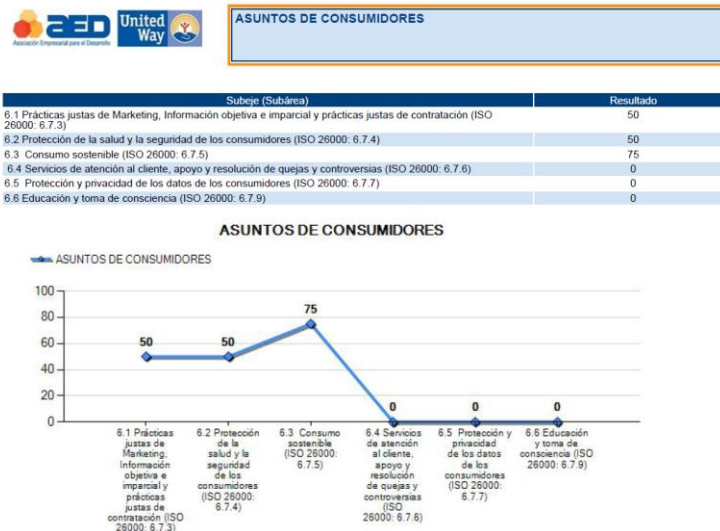 AED
United
Way
Asociación Empresarial para el Desarrollo
ASUNTOS DE CONSUMIDORES
Subeje (Subárea) Resultado
6.1 Prácticas justas de Marketing, Información objetiva e imparcial y prácticas justas de contratación (ISO 50
26000: 6.7.3)
6.2 Protección de la salud y la seguridad de los consumidores (ISO 26000: 6.7.4) 50
6.3 Consumo sostenible (ISO 26000: 6.7.5) 75
6.4 Servicios de atención al cliente, apoyo y resolución de quejas y controversias (ISO 26000: 6.7.6) 0
6.5 Protección y privacidad de los datos de los consumidores (ISO 26000: 6.7.7) 0
6.6 Educación y toma de consciencia (ISO 26000: 6.7.9) 0
ASUNTOS DE CONSUMIDORES
ASUNTOS DE CONSUMIDORES
100
80
60
40
20
0
50
50
75
0
0
0
6.1 Prácticas
justas de
Marketing,
Información
objetiva e
imparcial y
prácticas
justas de
contratación (ISO
26000: 6.7.3)
6.2 Protección
de la
salud y la
seguridad
de los
consumidores
(ISO 26000:
6.7.4)
6.3 Consumo
sostenible
(ISO 26000:
6.7.5)
6.4 Servicios
de atención
al cliente,
apoyo y
resolución
de quejas y
controversias
(ISO
26000: 6.7.6)
6.5 Protección y
privacidad
de los datos
de los
consumidores
(ISO 26000:
6.7.7)
6.6 Educación
y toma de
consciencia (ISO
26000: 6.7.9)